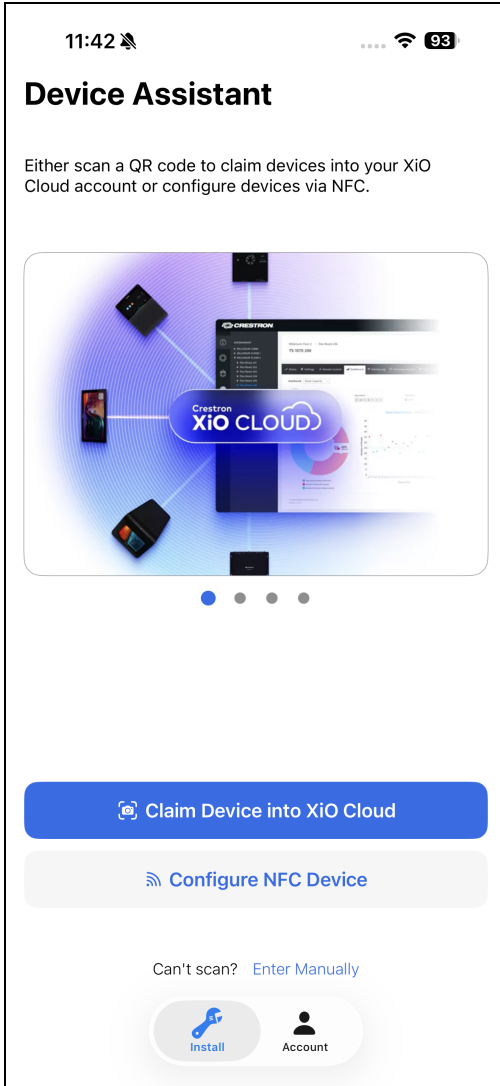 11:42
93
Device Assistant
Either scan a QR code to claim devices into your XiO
Cloud account or configure devices via NFC.
CRESTRON
Crestron
XiO CLOUD
Claim Device into XiO Cloud
Configure NFC Device
Can't scan? Enter Manually
Install
Account